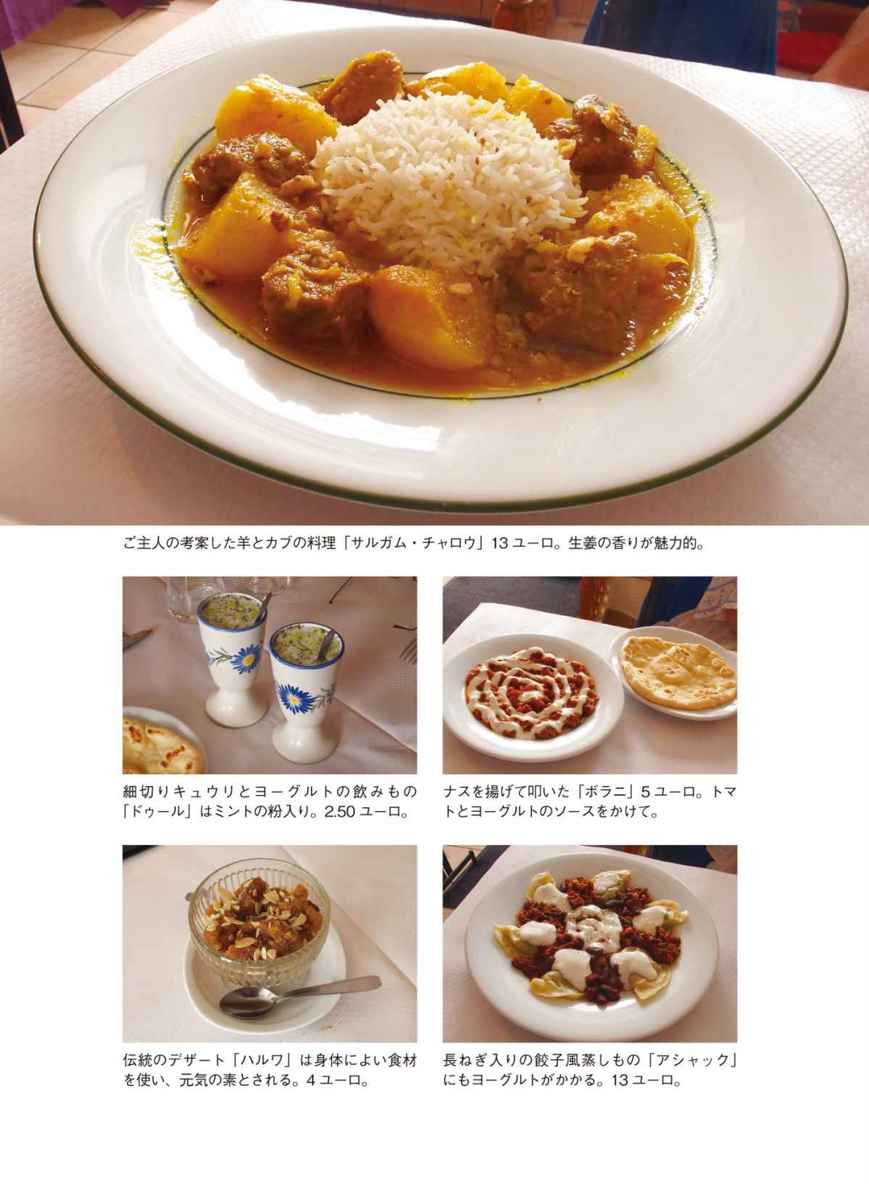 ご主人の考案した羊とカブの料理「サルガム・チャロウ」13 ユーロ。生姜の香りが魅力的。
細切りキュウリとヨーグルトの飲みもの
「ドゥール」はミントの粉入り。2.50 ユーロ。
ナスを揚げて叩いた「ボラニ」5 ユーロ。トマ
トとヨーグルトのソースをかけて。
伝統のデザート「ハルワ」は身体によい食材
を使い、元気の素とされる。4 ユーロ。
長ねぎ入りの餃子風蒸しもの「アシャック」
にもヨーグルトがかかる。13 ユーロ。